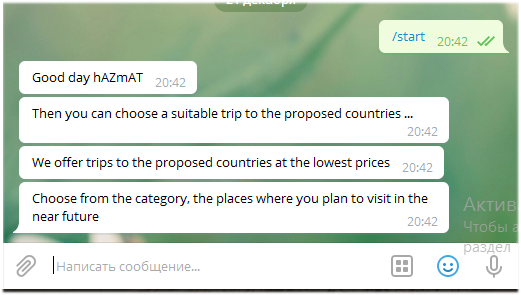 21 декабря
/start
20:42
Good day hAZmAT 20:42
Then you can choose a suitable trip to the proposed countries ...
20:42
We offer trips to the proposed countries at the lowest prices 20:42
Choose from the category, the places where you plan to visit in the
near future
20:42
Актив
Чтобы а
раздел
Написать сообщение...